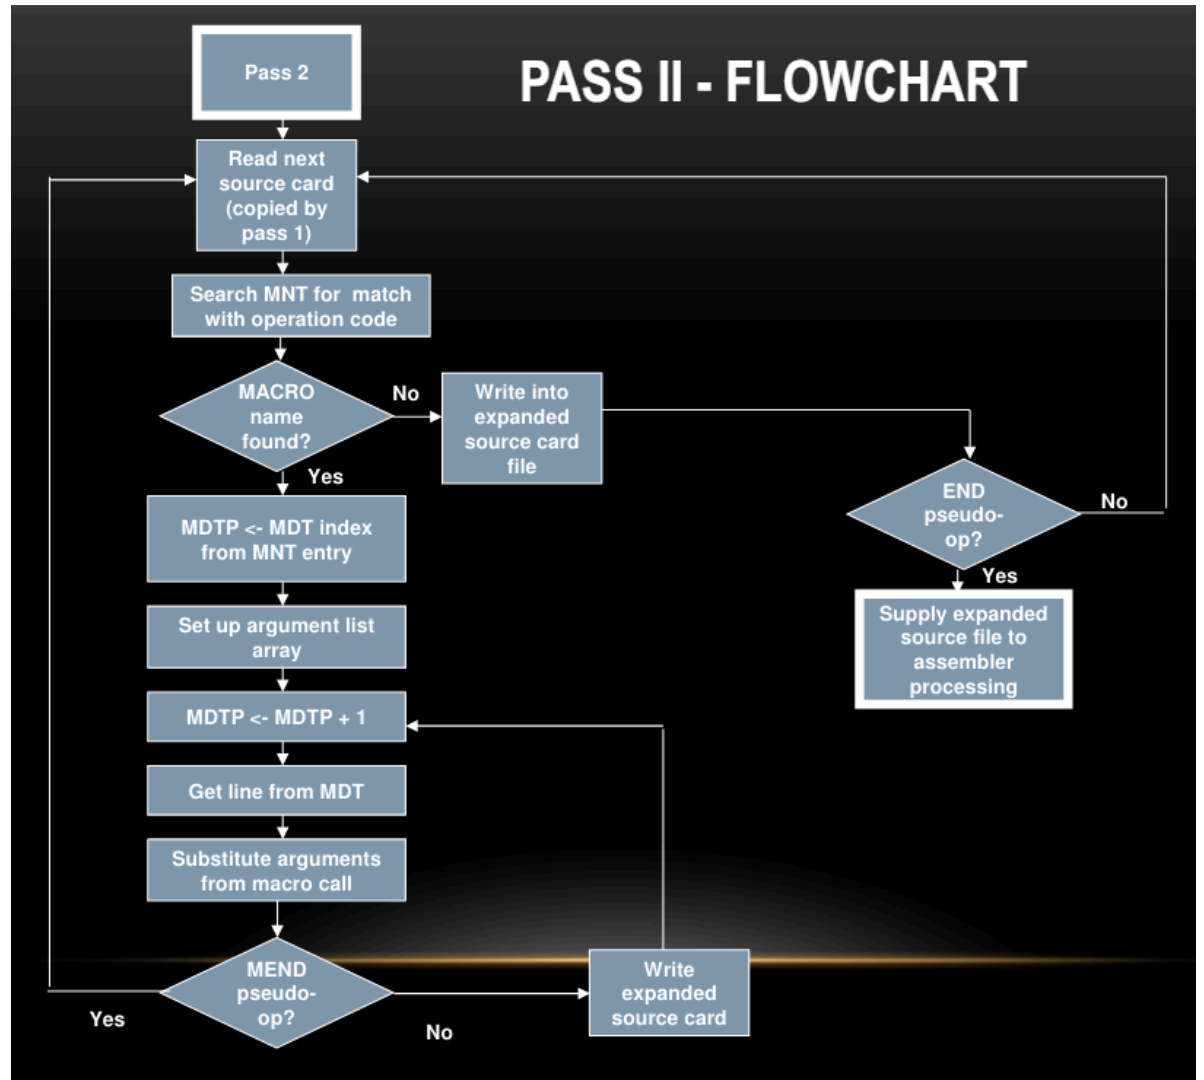 PASS II - FLOWCHART
Pass 2
Read next
source card
(copied by
pass 1)
Search MNT for match
with operation code
MACRO
name
found?
No
Write into
expanded
source card
file
Yes
END
pseudo-
op?
No
Yes
Supply expanded
source file to
assembler
processing
MDTP <- MDT index
from MNT entry
Set up argument list
array
MDTP <- MDTP + 1
Get line from MDT
Substitute arguments
from macro call
MEND
pseudo-
op?
Yes
No
Write
expanded
source card